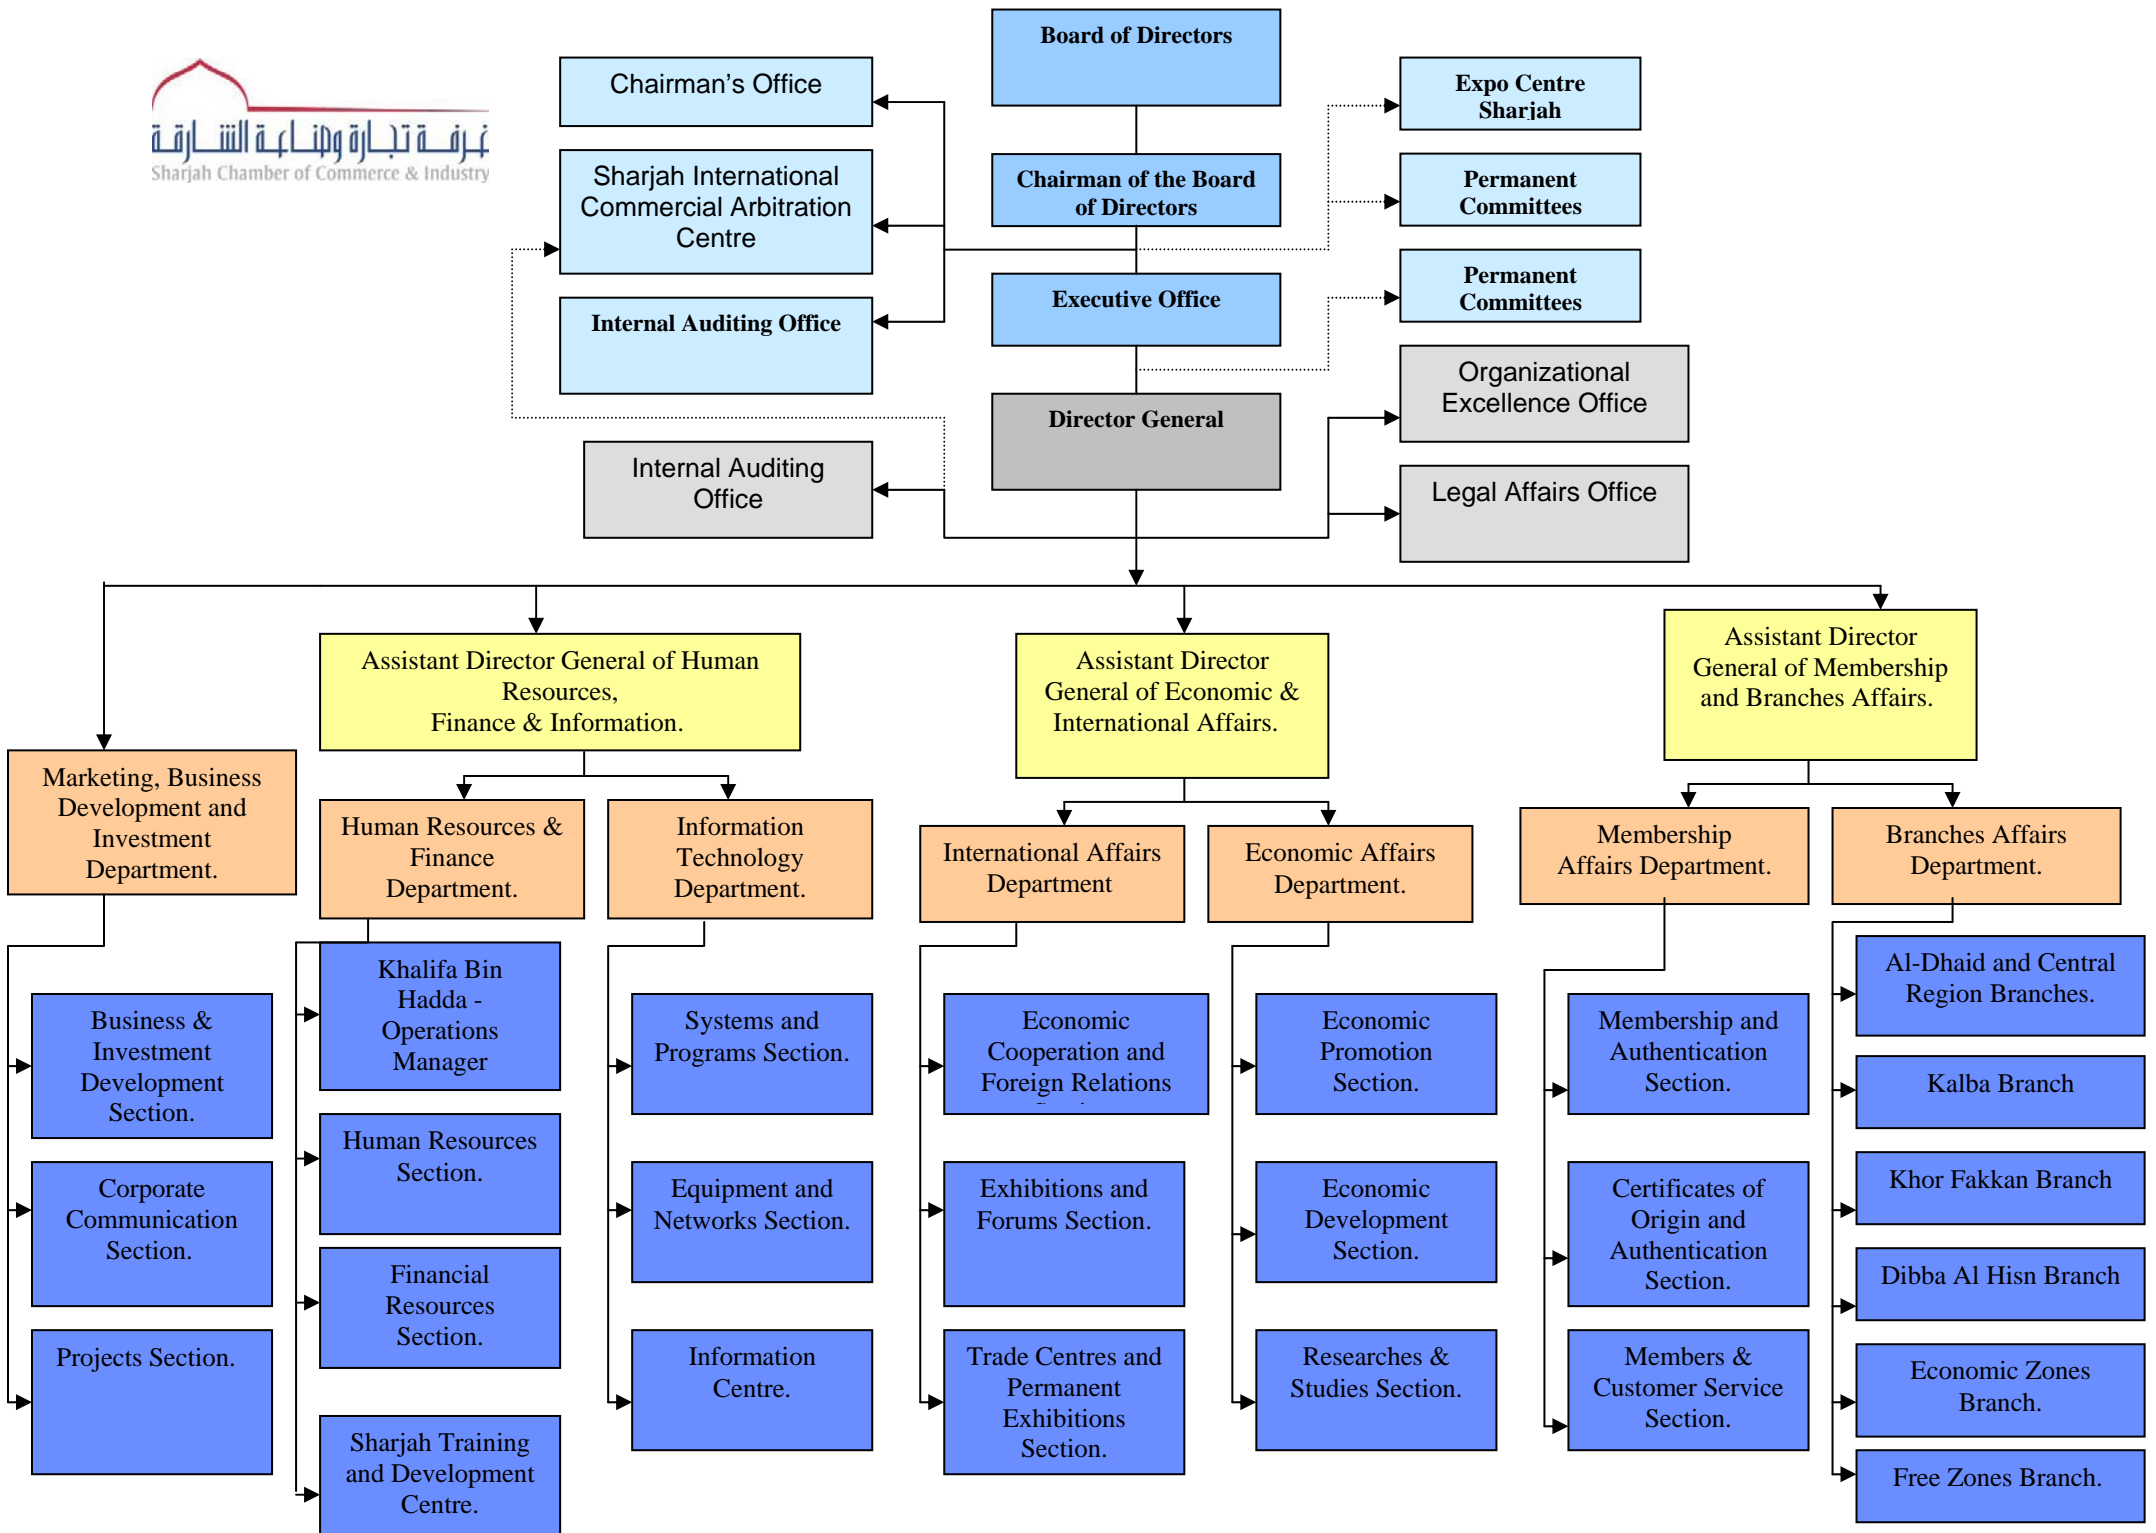 Board of Directors
Chairman's Office
Expo Centre
Sharjah
غرفة تجارة وصناعة الشارقة
Sharjah Chamber of Commerce & Industry
Sharjah International
Commercial Arbitration
Centre
Chairman of the Board
of Directors
Permanent
Committees
Internal Auditing Office
Executive Office
Permanent
Committees
Director General
Organizational
Excellence Office
Internal Auditing
Office
Legal Affairs Office
Assistant Director General of Human
Resources,
Finance & Information.
Assistant Director
General of Economic &
International Affairs.
Assistant Director
General of Membership
and Branches Affairs.
Marketing, Business
Development and
Investment
Department.
Human Resources &
Finance
Department.
Information
Technology
Department.
International Affairs
Department
Economic Affairs
Department.
Membership
Affairs Department.
Branches Affairs
Department.
Business &
Investment
Development
Section.
Corporate
Communication
Section.
Projects Section.
Khalifa Bin
Hadda -
Operations
Manager
Human Resources
Section.
Financial
Resources
Section.
Sharjah Training
and Development
Centre.
Systems and
Programs Section.
Equipment and
Networks Section.
Information
Centre.
Economic
Cooperation and
Foreign Relations
Exhibitions and
Forums Section.
Trade Centres and
Permanent
Exhibitions
Section.
Economic
Promotion
Section.
Economic
Development
Section.
Researches &
Studies Section.
Membership and
Authentication
Section.
Certificates of
Origin and
Authentication
Section.
Members &
Customer Service
Section.
Al-Dhaid and Central
Region Branches.
Kalba Branch
Khor Fakkan Branch
Dibba Al Hisn Branch
Economic Zones
Branch.
Free Zones Branch.